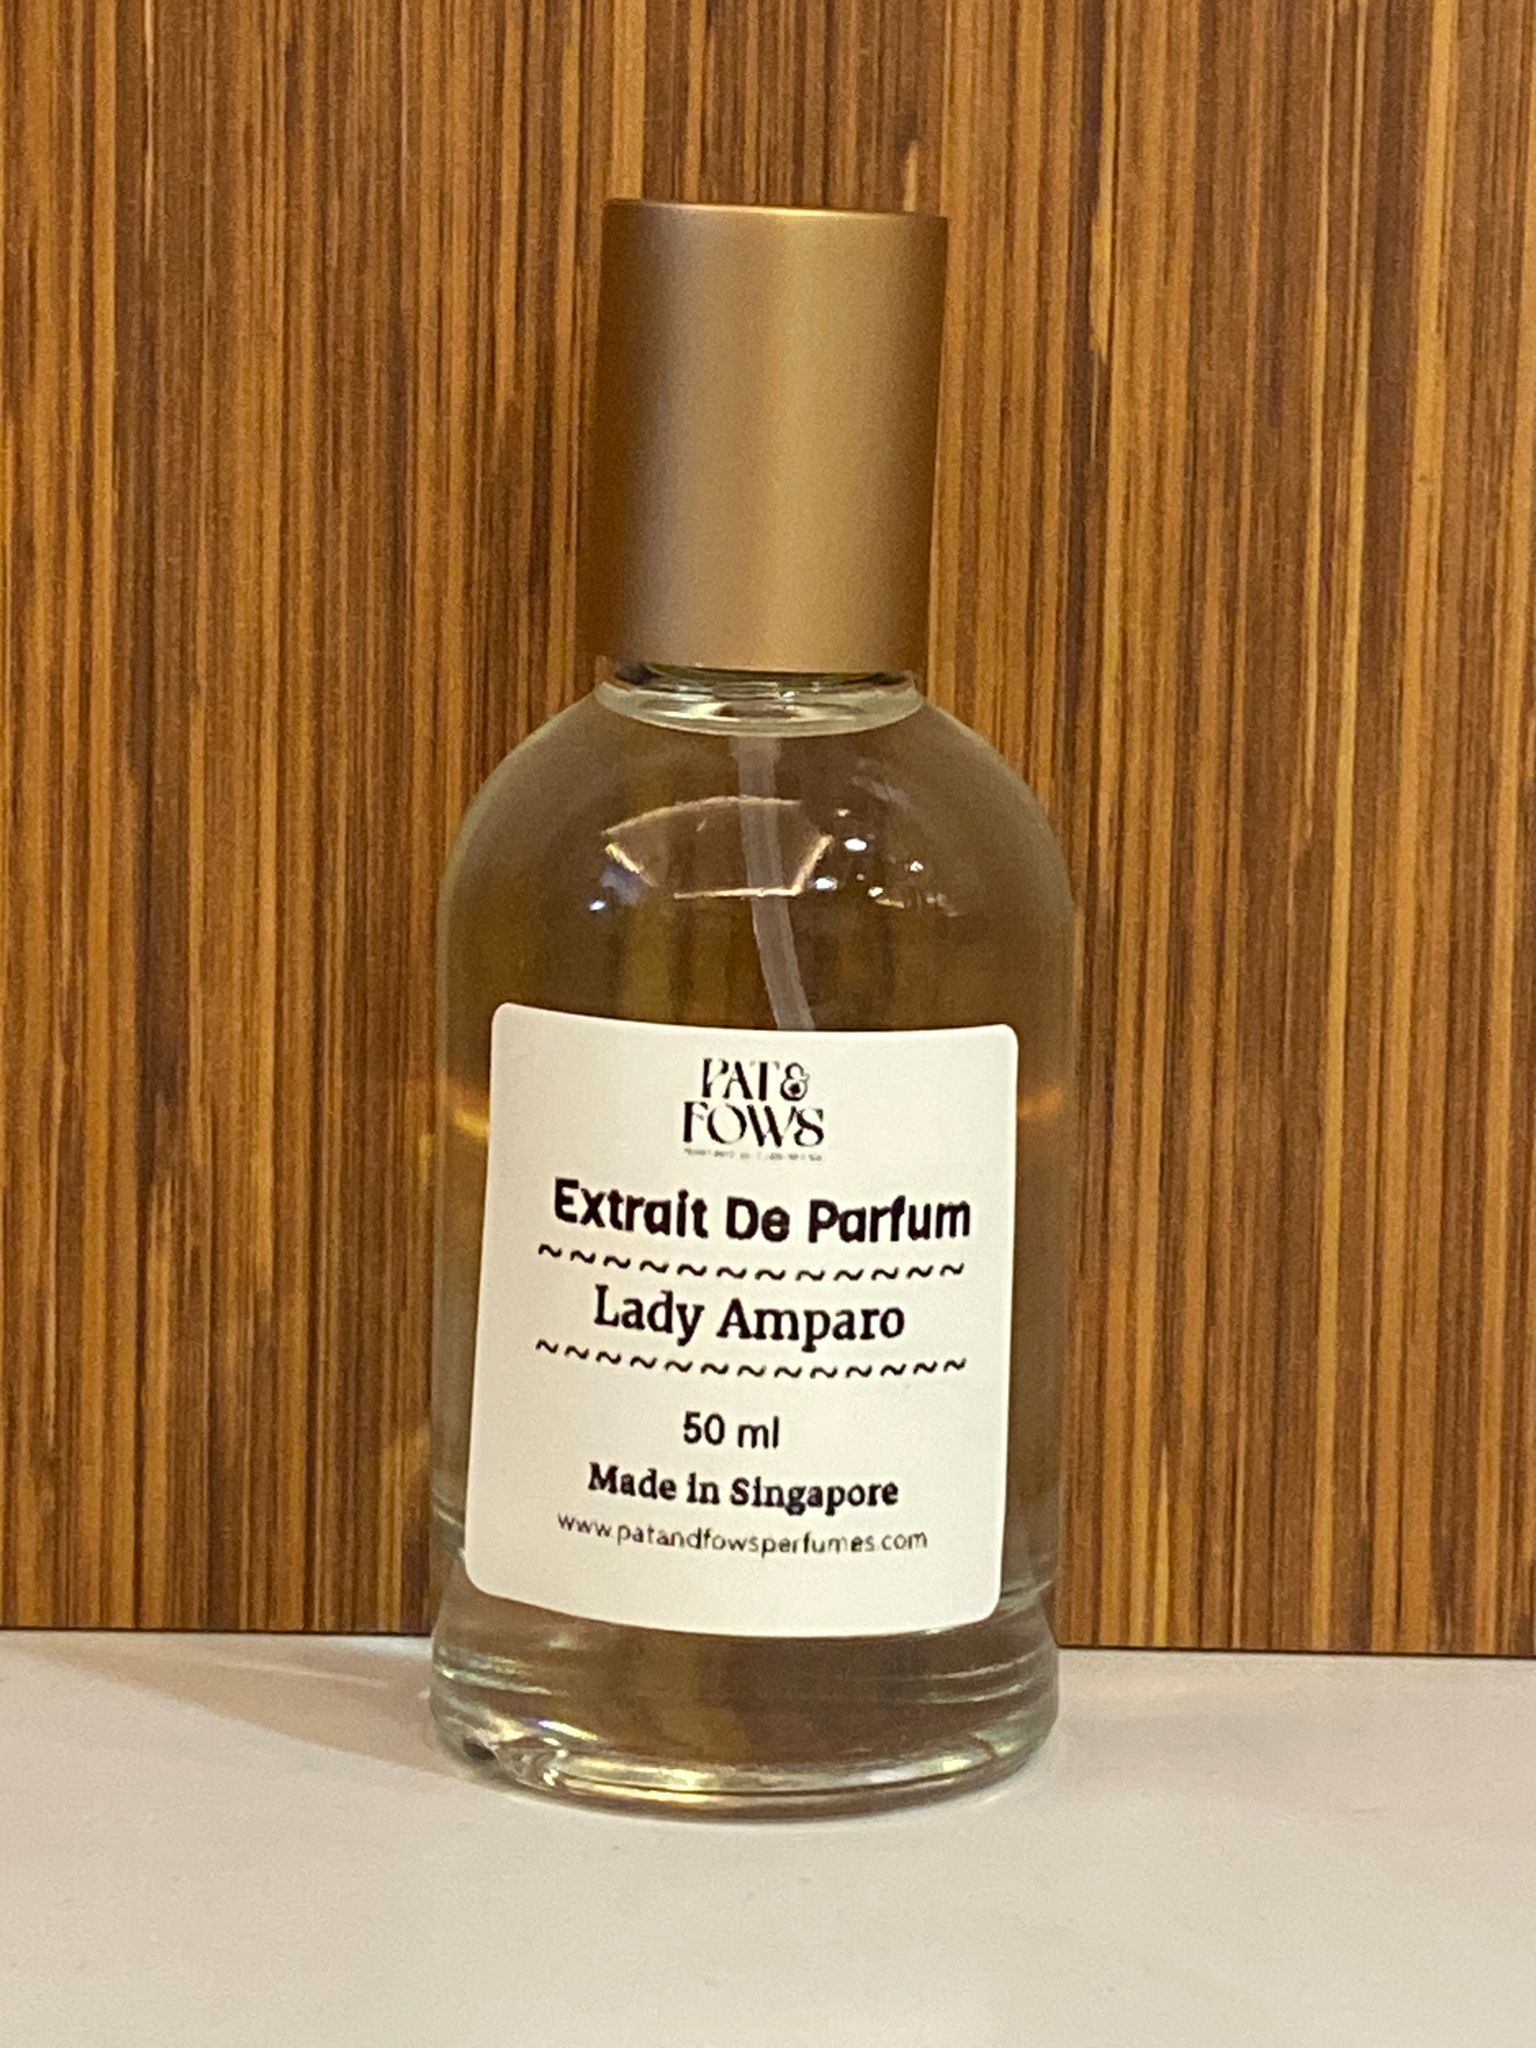 PAT&
FOWS
Extrait De Parfum
~~~~~~~~~~~~~
Lady Amparo
~~~~~~~~~~~~~~
50 ml
Made in Singapore
www.patandfowsperfumes.com